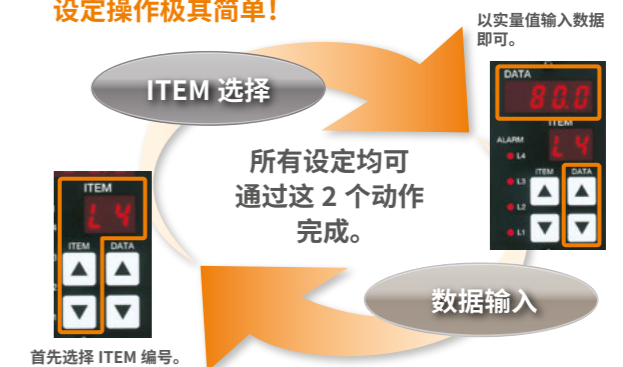 设定操作极其简单！
以实量值输入数据
即可。
ITEM 选择
DATA
80.0
ITEM
L4
ALARM
L4
L3
L2
L1
ITEM DATA
所有设定均可
通过这 2 个动作
完成。
ITEM
L4
ITEM DATA
数据输入
首先选择 ITEM 编号。